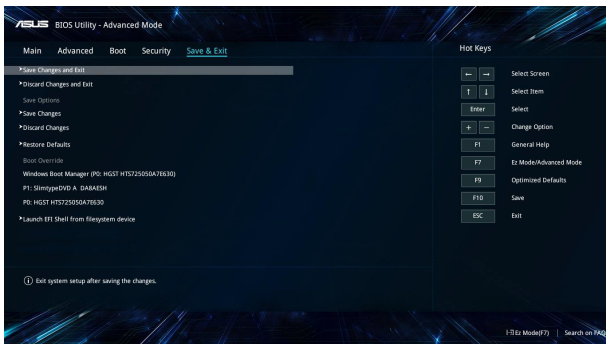 ASUS BIOS Utility - Advanced Mode
Main Advanced Boot Security Save & Exit
Hot Keys
Save Changes and Exit
Discard Changes and Exit
Save Options
Save Changes
Discard Changes
Restore Defaults
Boot Override
Windows Boot Manager (P0: HGST HTS725050A7E630)
P1: SlimtypeDVD A DA8AESH
P0: HGST HTS725050A7E630
Launch EFI Shell from filesystem device
← → Select Screen
↑ ↓ Select Item
Enter Select
+ − Change Option
F1 General Help
F7 Ez Mode/Advanced Mode
F9 Optimized Defaults
F10 Save
ESC Exit
Exit system setup after saving the changes.
Ez Mode(F7) | Search on FAQ